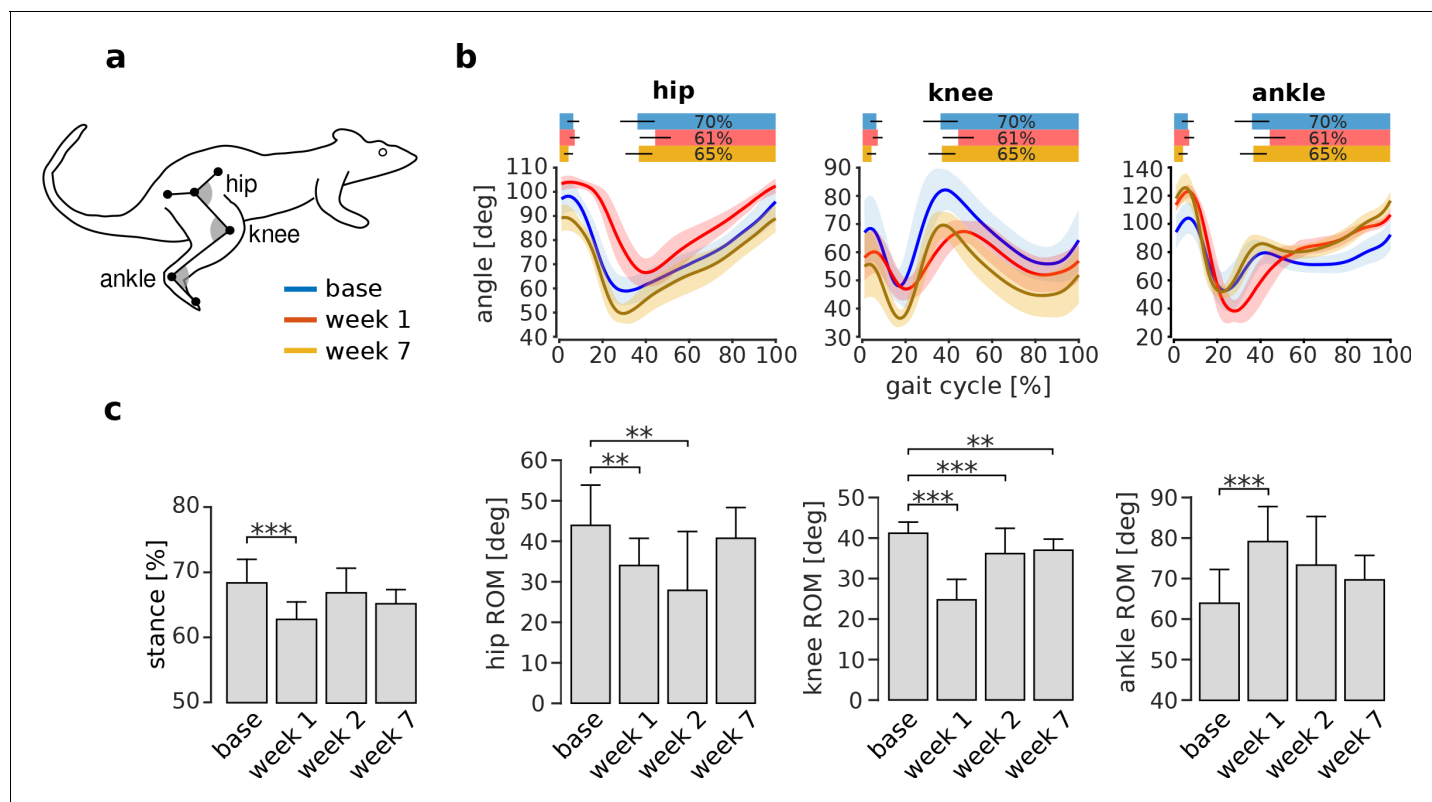 a
hip
knee
ankle
base
week 1
week 7
b
hip
knee
ankle
70%
61%
65%
70%
61%
65%
70%
61%
65%
angle [deg]
110
100
90
80
70
60
50
40
0 20 40 60 80 100
90
80
70
60
50
40
30
0 20 40 60 80 100
140
120
100
80
60
40
20
0 20 40 60 80 100
gait cycle [%]
c
stance [%]
80
70
60
50
***
base
week 1
week 2
week 7
hip ROM [deg]
60
50
40
30
20
10
0
**
**
base
week 1
week 2
week 7
knee ROM [deg]
50
40
30
20
10
0
**
***
***
base
week 1
week 2
week 7
ankle ROM [deg]
90
80
70
60
50
40
***
base
week 1
week 2
week 7